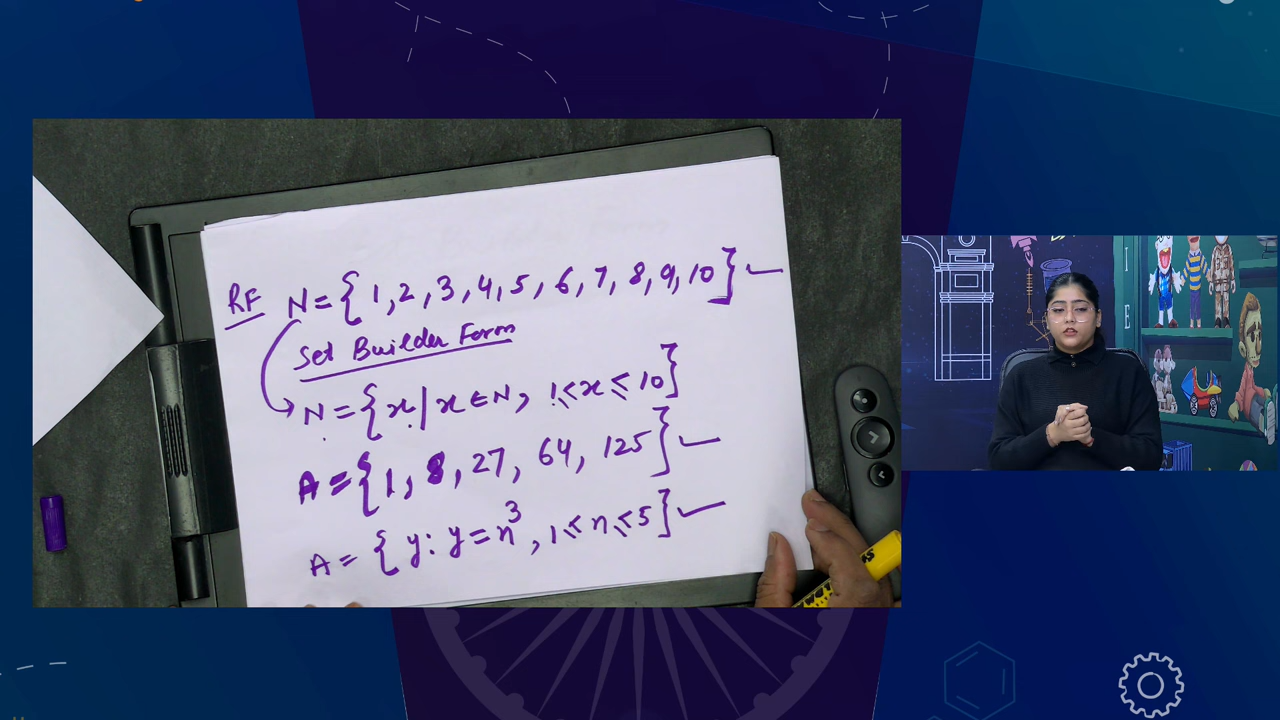 RF N = { 1, 2, 3, 4, 5, 6, 7, 8, 9, 10 }
Set Builder Form
N = { x | x ∈ N, 1 ≤ x ≤ 10 }
A = { 1, 8, 27, 64, 125 }
A = { y : y = n³, 1 ≤ n ≤ 5 }
I
E